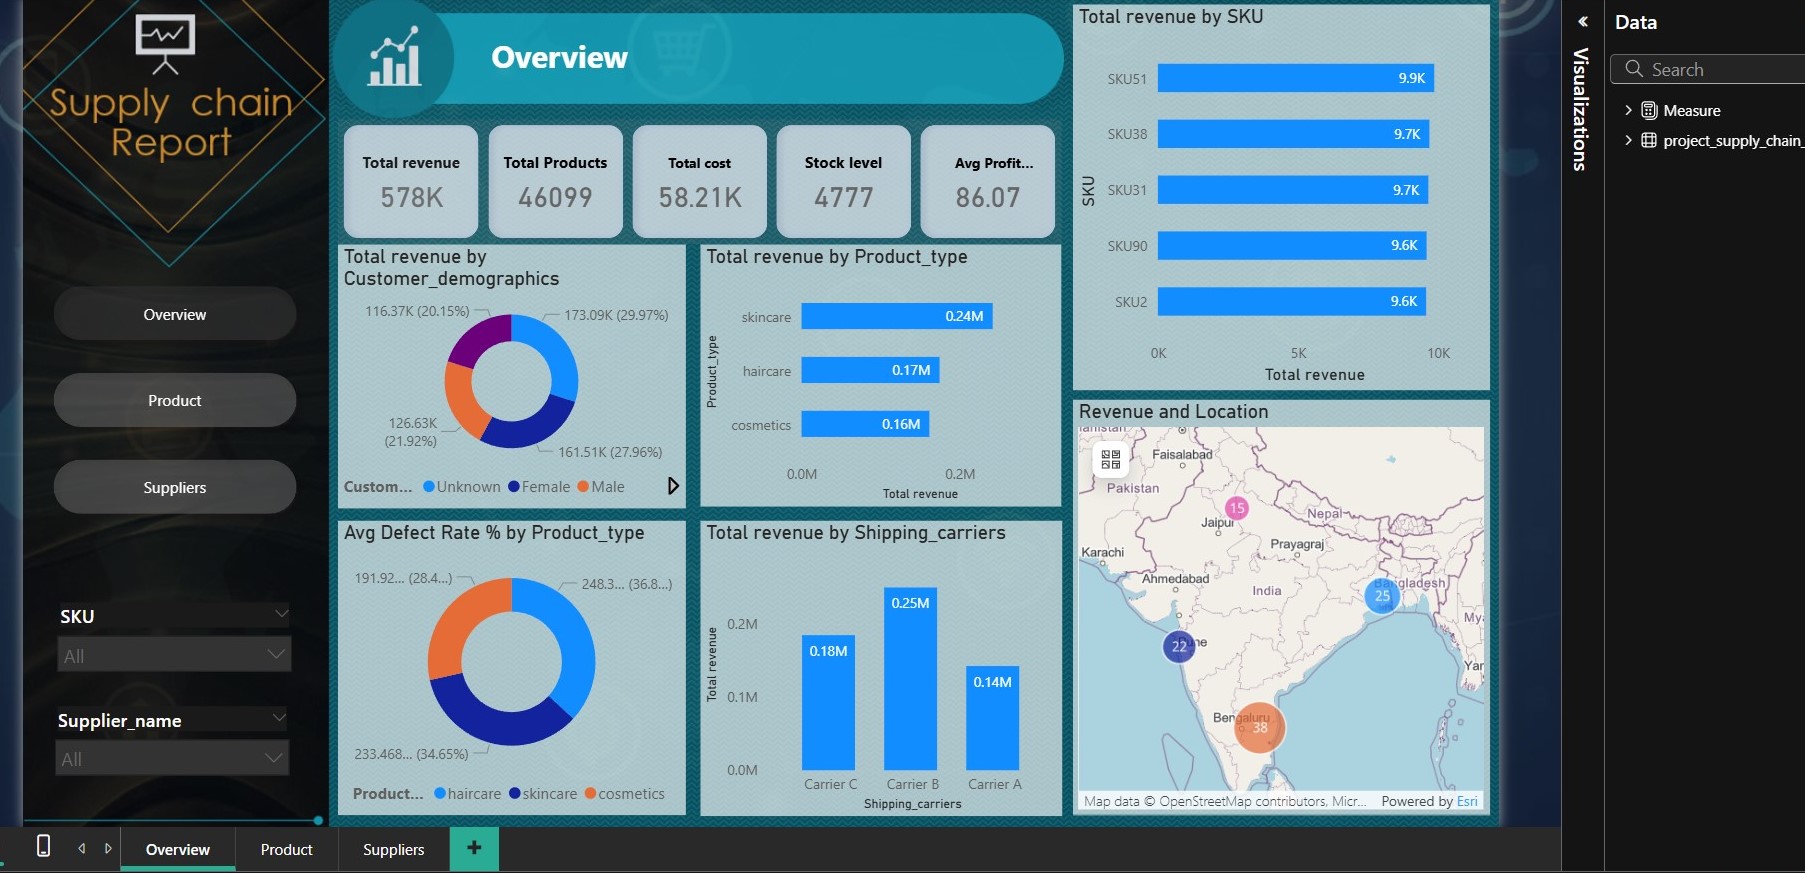 Supply chain
Report
Overview
Product
Suppliers
SKU
All
Supplier_name
All
Overview
Total revenue
578K
Total Products
46099
Total cost
58.21K
Stock level
4777
Avg Profit...
86.07
Total revenue by
Customer_demographics
116.37K (20.15%)
173.09K (29.97%)
126.63K
(21.92%)
161.51K (27.96%)
Custom... Unknown Female Male
Total revenue by Product_type
Product_type
skincare 0.24M
haircare 0.17M
cosmetics 0.16M
0.0M 0.2M
Total revenue
Avg Defect Rate % by Product_type
191.92... (28.4...)
248.3... (36.8...)
233.468... (34.65%)
Product... haircare skincare cosmetics
Total revenue by Shipping_carriers
Total revenue
0.2M
0.1M
0.0M
0.18M
0.25M
0.14M
Carrier C Carrier B Carrier A
Shipping_carriers
Total revenue by SKU
SKU
SKU51 9.9K
SKU38 9.7K
SKU31 9.7K
SKU90 9.6K
SKU2 9.6K
0K 5K 10K
Total revenue
Revenue and Location
Faisalabad
Pakistan
15
Jaipur
Nepal
Karachi
Prayagraj
Ahmedabad
India
Bangladesh
25
My
22
Pune
Yan
Bengaluru
38
Map data © OpenStreetMap contributors, Micr... Powered by Esri
Visualizations
Data
Search
Measure
project_supply_chain_
Overview
Product
Suppliers
+